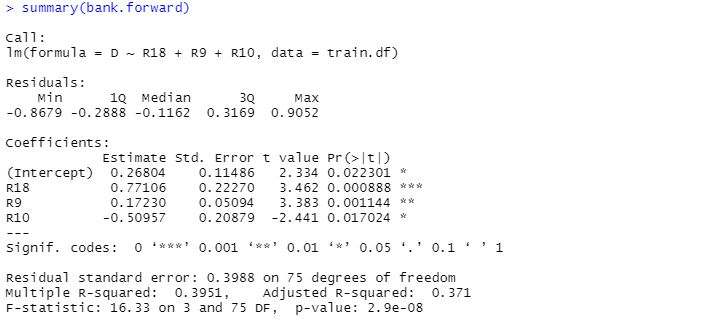 > summary(bank.forward)
Call:
lm(formula = D ~ R18 + R9 + R10, data = train.df)
Residuals:
    Min      1Q  Median      3Q     Max
-0.8679 -0.2888 -0.1162  0.3169  0.9052
Coefficients:
            Estimate Std. Error t value Pr(>|t|)
(Intercept)  0.26804    0.11486   2.334 0.022301 *
R18          0.77106    0.22270   3.462 0.000888 ***
R9           0.17230    0.05094   3.383 0.001144 **
R10         -0.50957    0.20879  -2.441 0.017024 *
---
Signif. codes:  0 ‘***’ 0.001 ‘**’ 0.01 ‘*’ 0.05 ‘.’ 0.1 ‘ ’ 1
Residual standard error: 0.3988 on 75 degrees of freedom
Multiple R-squared:  0.3951,	Adjusted R-squared:  0.371
F-statistic: 16.33 on 3 and 75 DF,  p-value: 2.9e-08